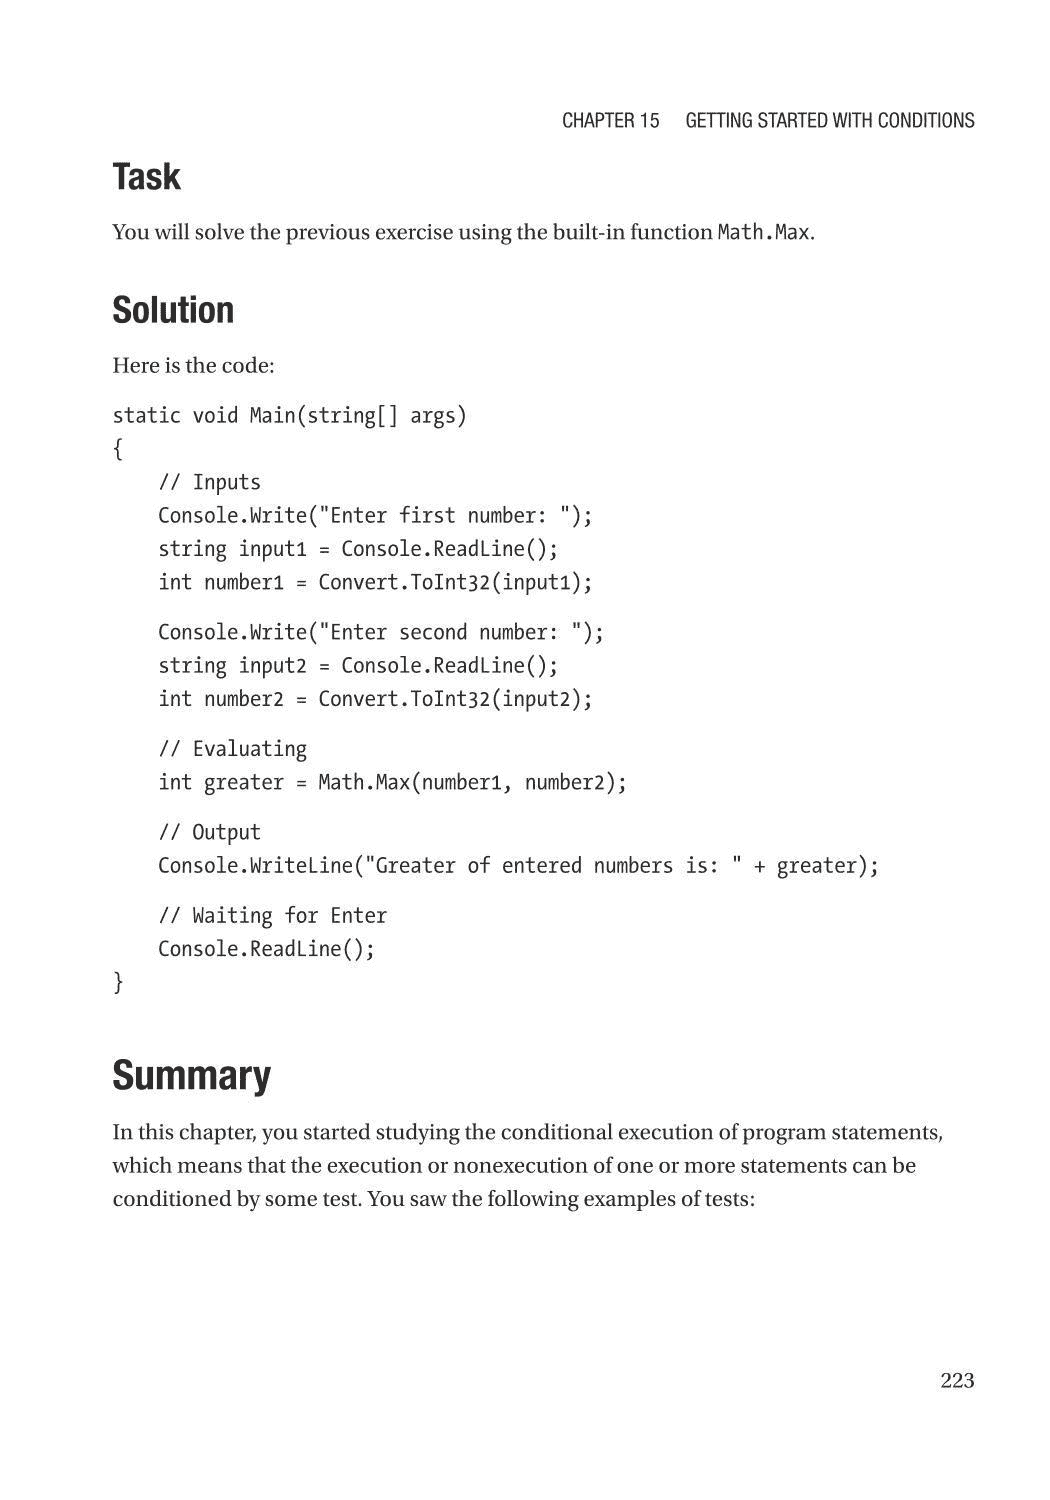 CHAPTER 15 GETTING STARTED WITH CONDITIONS
Task
You will solve the previous exercise using the built-in function Math.Max.
Solution
Here is the code:
static void Main(string[] args)
{
    // Inputs
    Console.Write("Enter first number: ");
    string input1 = Console.ReadLine();
    int number1 = Convert.ToInt32(input1);
    Console.Write("Enter second number: ");
    string input2 = Console.ReadLine();
    int number2 = Convert.ToInt32(input2);
    // Evaluating
    int greater = Math.Max(number1, number2);
    // Output
    Console.WriteLine("Greater of entered numbers is: " + greater);
    // Waiting for Enter
    Console.ReadLine();
}
Summary
In this chapter, you started studying the conditional execution of program statements,
which means that the execution or nonexecution of one or more statements can be
conditioned by some test. You saw the following examples of tests:
223